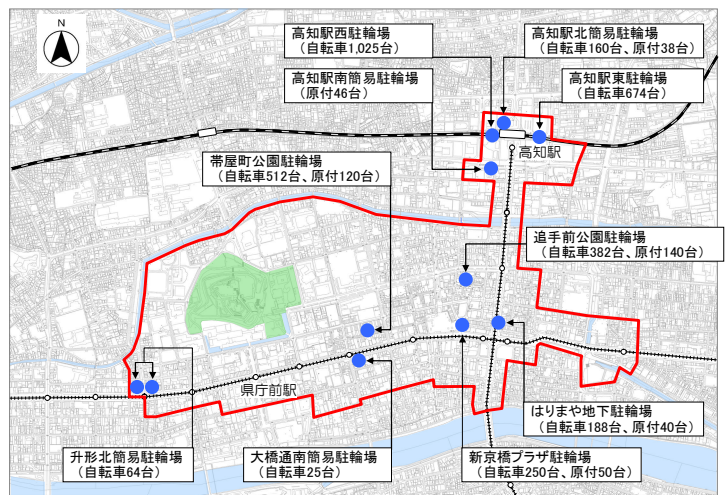 N
高知駅西駐輪場
（自転車1,025台）
高知駅北簡易駐輪場
（自転車160台、原付38台）
高知駅南簡易駐輪場
（原付46台）
高知駅東駐輪場
（自転車674台）
高知駅
帯屋町公園駐輪場
（自転車512台、原付120台）
追手前公園駐輪場
（自転車382台、原付140台）
県庁前駅
はりまや地下駐輪場
（自転車188台、原付40台）
升形北簡易駐輪場
（自転車64台）
大橋通南簡易駐輪場
（自転車25台）
新京橋プラザ駐輪場
（自転車250台、原付50台）